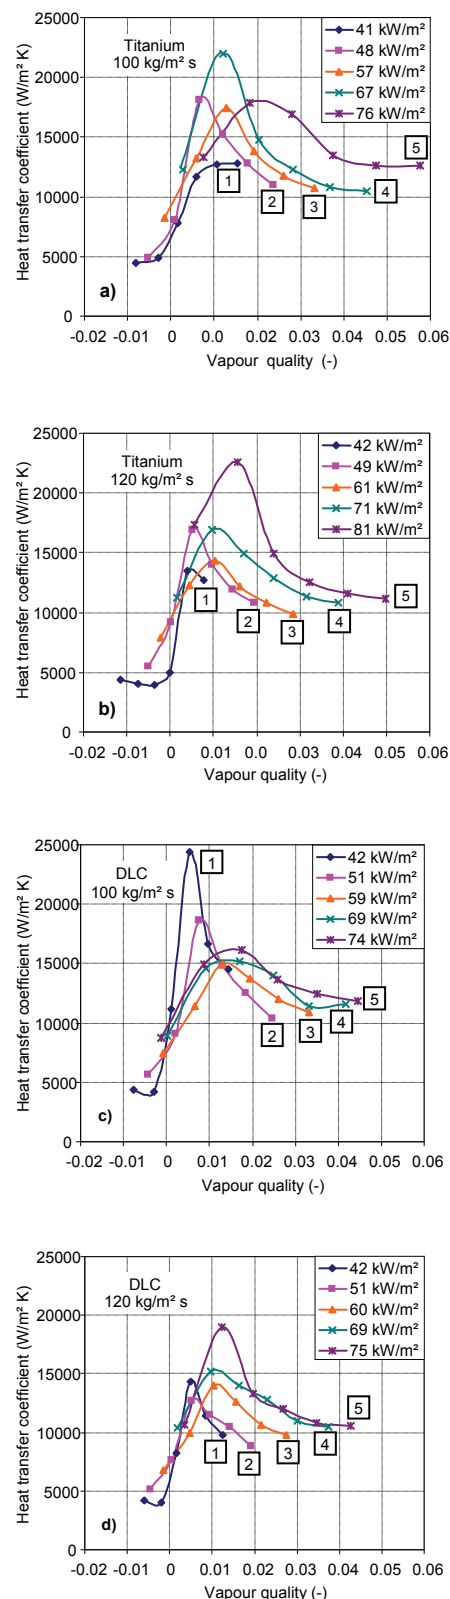 25000
20000
15000
10000
5000
0
Heat transfer coefficient (W/m² K)
Titanium
100 kg/m² s
41 kW/m²
48 kW/m²
57 kW/m²
67 kW/m²
76 kW/m²
1
2
3
4
5
a)
-0.02 -0.01 0 0.01 0.0 0.02 0.03 0.04 0.05 0.06
Vapour quality (-)
25000
20000
15000
10000
5000
0
Heat transfer coefficient (W/m² K)
Titanium
120 kg/m² s
42 kW/m²
49 kW/m²
61 kW/m²
71 kW/m²
81 kW/m²
1
2
3
4
5
b)
-0.02 -0.01 0 0.01 0.0 0.03 0.04 0.05 0.06
Vapour quality (-)
25000
20000
15000
10000
5000
0
Heat transfer coefficient (W/m² K)
DLC
100 kg/m² s
42 kW/m²
51 kW/m²
59 kW/m²
69 kW/m²
74 kW/m²
1
2
3
4
5
c)
-0.02 -0.01 0 0.01 0.02 0.03 0.04 0.05 0.06
Vapour quality (-)
25000
20000
15000
10000
5000
0
Heat transfer coefficient (W/m² K)
DLC
120 kg/m² s
42 kW/m²
51 kW/m²
60 kW/m²
69 kW/m²
75 kW/m²
1
2
3
4
5
d)
-0.02 -0.01 0 0.01 0.02 0.03 0.04 0.05 0.06
Vapour quality (-)